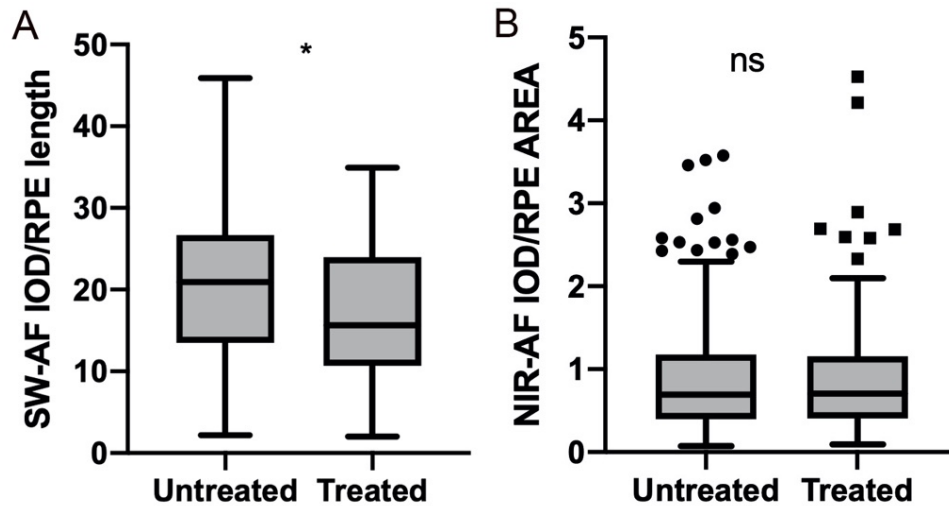 A
SW-AF IOD/RPE length
50
40
30
20
10
0
*
Untreated Treated
B
NIR-AF IOD/RPE AREA
5
4
3
2
1
0
ns
Untreated Treated